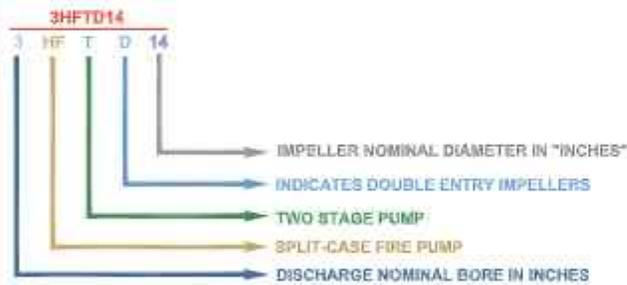 3HFTD14
3 HF T D 14
IMPELLER NOMINAL DIAMETER IN "INCHES"
INDICATES DOUBLE ENTRY IMPELLERS
TWO STAGE PUMP
SPLIT-CASE FIRE PUMP
DISCHARGE NOMINAL BORE IN INCHES